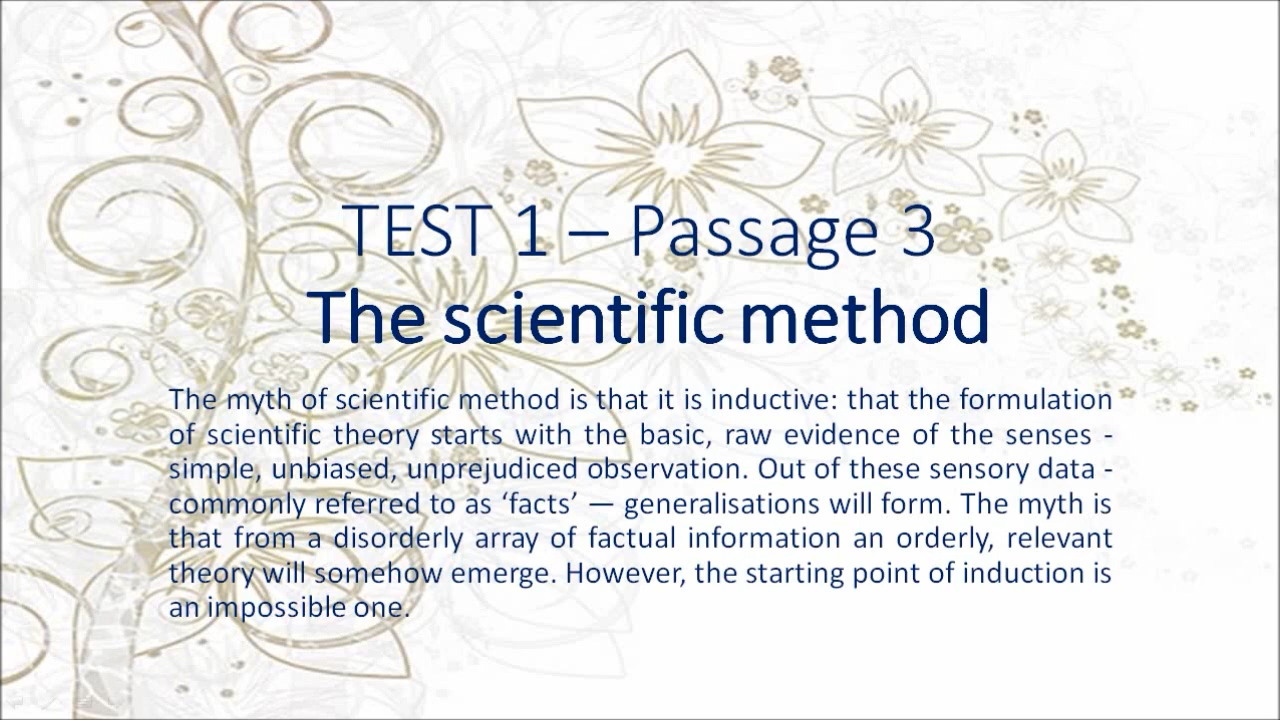 TEST 1 – Passage 3
The scientific method
The myth of scientific method is that it is inductive: that the formulation
of scientific theory starts with the basic, raw evidence of the senses -
simple, unbiased, unprejudiced observation. Out of these sensory data -
commonly referred to as ‘facts’ — generalisations will form. The myth is
that from a disorderly array of factual information an orderly, relevant
theory will somehow emerge. However, the starting point of induction is
an impossible one.